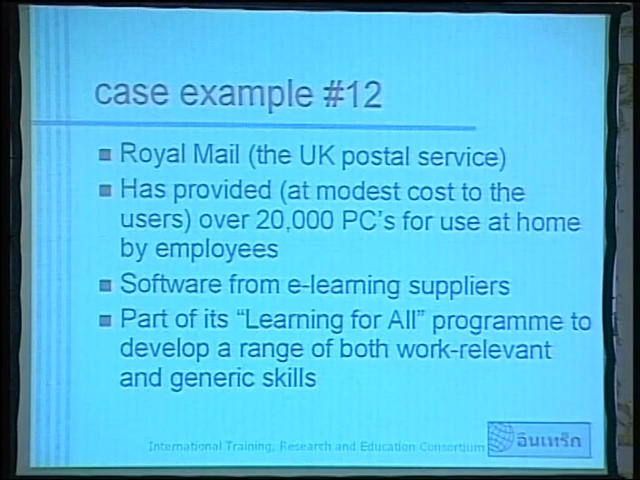 case example #12
Royal Mail (the UK postal service)
Has provided (at modest cost to the
users) over 20,000 PC's for use at home
by employees
Software from e-learning suppliers
Part of its “Learning for All” programme to
develop a range of both work-relevant
and generic skills
International Training, Research and Education Consortium
อินเทร็ก